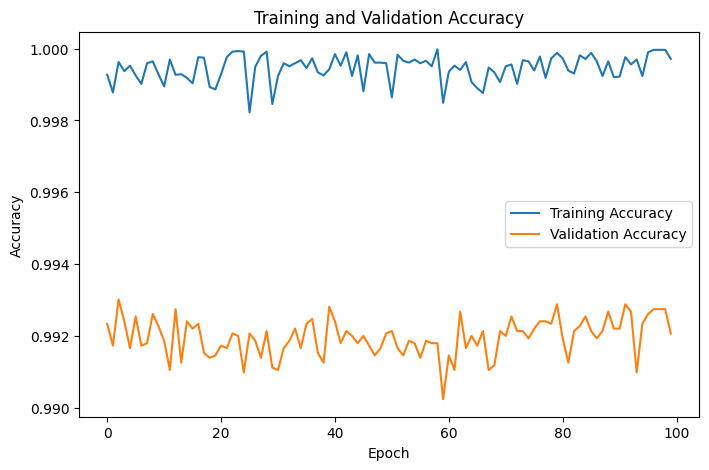 Training and Validation Accuracy
1.000
0.998
0.996
0.994
0.992
0.990
Accuracy
Training Accuracy
Validation Accuracy
0 20 40 60 80 100
Epoch